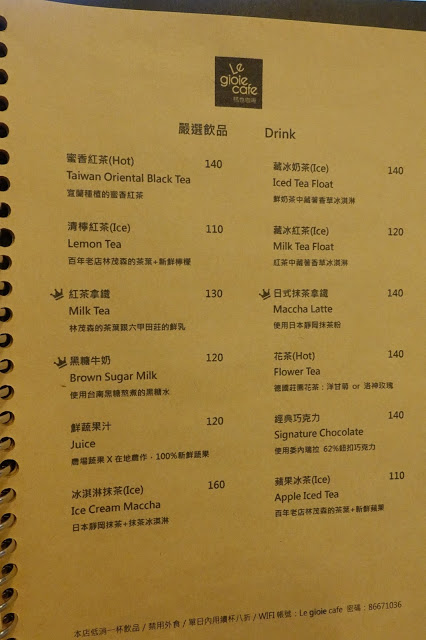 Le
gioie
cafe
嚴選飲品 Drink
蜜香紅茶(Hot) 140
Taiwan Oriental Black Tea
宜蘭種植的蜜香紅茶
清檸紅茶(Ice) 110
Lemon Tea
百年老店林茂森的茶葉+新鮮檸檬
紅茶拿鐵 130
Milk Tea
林茂森的茶葉跟六甲田莊的鮮乳
黑糖牛奶 120
Brown Sugar Milk
使用台南黑糖煎煮的黑糖水
鮮蔬果汁 120
Juice
農場蔬果X在地農作，100%新鮮蔬果
冰淇淋抹茶(Ice) 160
Ice Cream Maccha
日本靜岡抹茶+抹茶冰淇淋
藏冰奶茶(Ice) 140
Iced Tea Float
鮮奶茶中藏著香草冰淇淋
藏冰紅茶(Ice) 120
Milk Tea Float
紅茶中藏著香草冰淇淋
日式抹茶拿鐵 140
Maccha Latte
使用日本靜岡抹茶粉
花茶(Hot) 140
Flower Tea
德國莊園花茶：洋甘菊 or 洛神玫瑰
經典巧克力 140
Signature Chocolate
使用委內瑞拉 62%鈕扣巧克力
蘋果冰茶(Ice) 110
Apple Iced Tea
百年老店林茂森的茶葉+新鮮蘋果
本店低消一杯飲品 / 禁用外食 / 單日內用續杯八折 / WIFI 帳號：Le gioie cafe 密碼：86671036